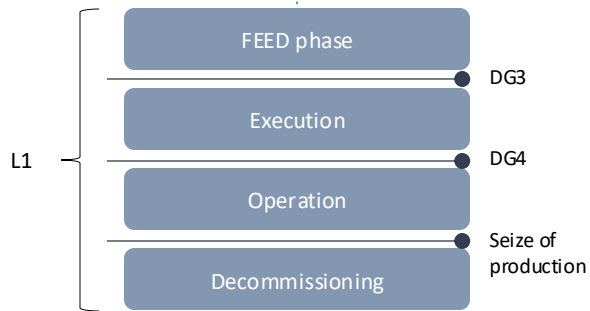 FEED phase
DG3
Execution
L1
DG4
Operation
Seize of
production
Decommissioning